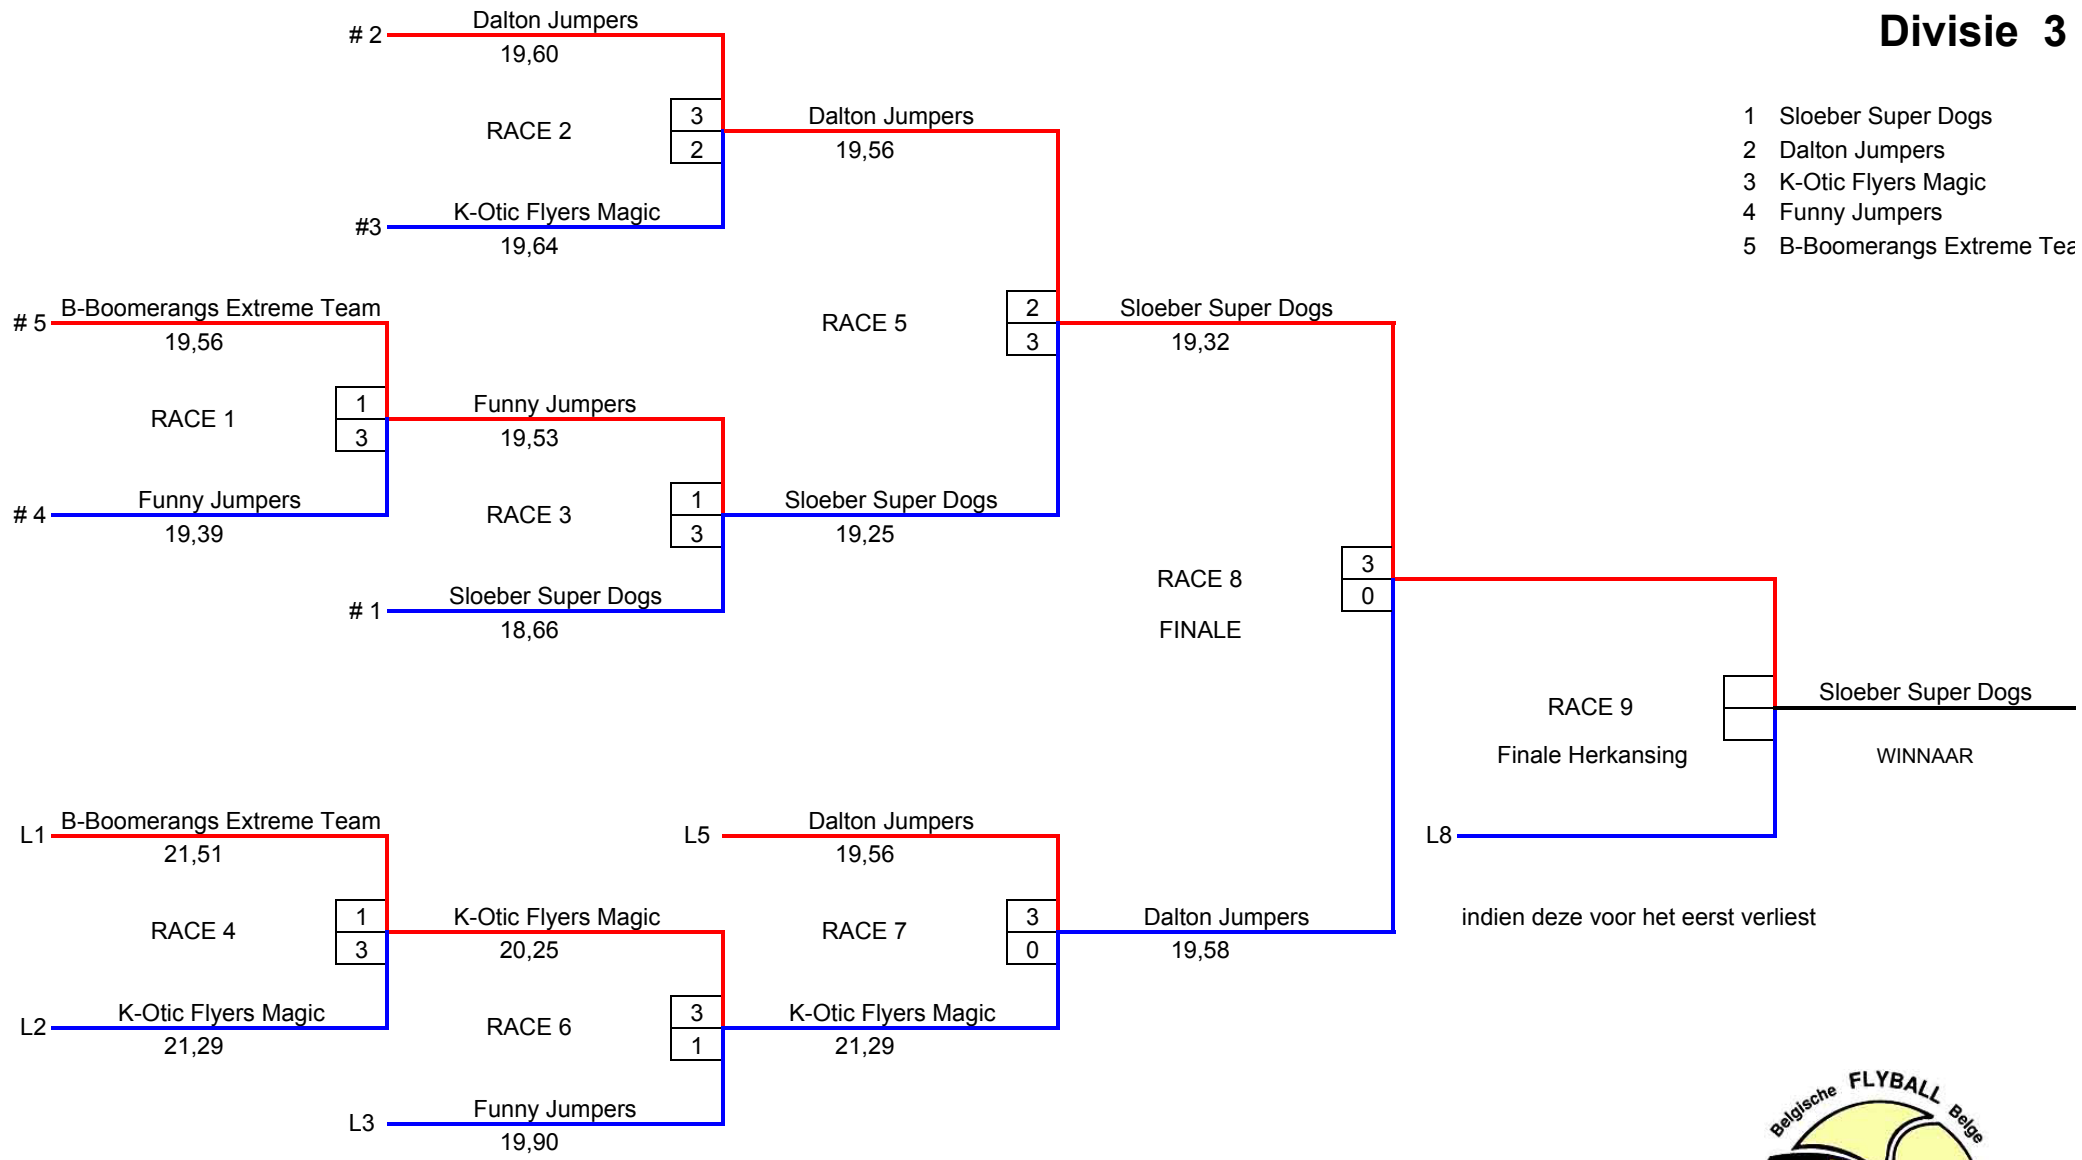 Divisie 3
1 Sloeber Super Dogs
2 Dalton Jumpers
3 K-Otic Flyers Magic
4 Funny Jumpers
5 B-Boomerangs Extreme Tea
# 2 Dalton Jumpers
19,60
RACE 2
3
2
#3 K-Otic Flyers Magic
19,64
Dalton Jumpers
19,56
# 5 B-Boomerangs Extreme Team
19,56
RACE 1
1
3
# 4 Funny Jumpers
19,39
Funny Jumpers
19,53
RACE 3
1
3
# 1 Sloeber Super Dogs
18,66
Sloeber Super Dogs
19,25
RACE 5
2
3
Sloeber Super Dogs
19,32
RACE 8
FINALE
3
0
RACE 9
Finale Herkansing
Sloeber Super Dogs
WINNAAR
L8
indien deze voor het eerst verliest
L1 B-Boomerangs Extreme Team
21,51
RACE 4
1
3
L2 K-Otic Flyers Magic
21,29
K-Otic Flyers Magic
20,25
RACE 6
3
1
L3 Funny Jumpers
19,90
L5 Dalton Jumpers
19,56
RACE 7
3
0
K-Otic Flyers Magic
21,29
Dalton Jumpers
19,58
Belgische FLYBALL Belge